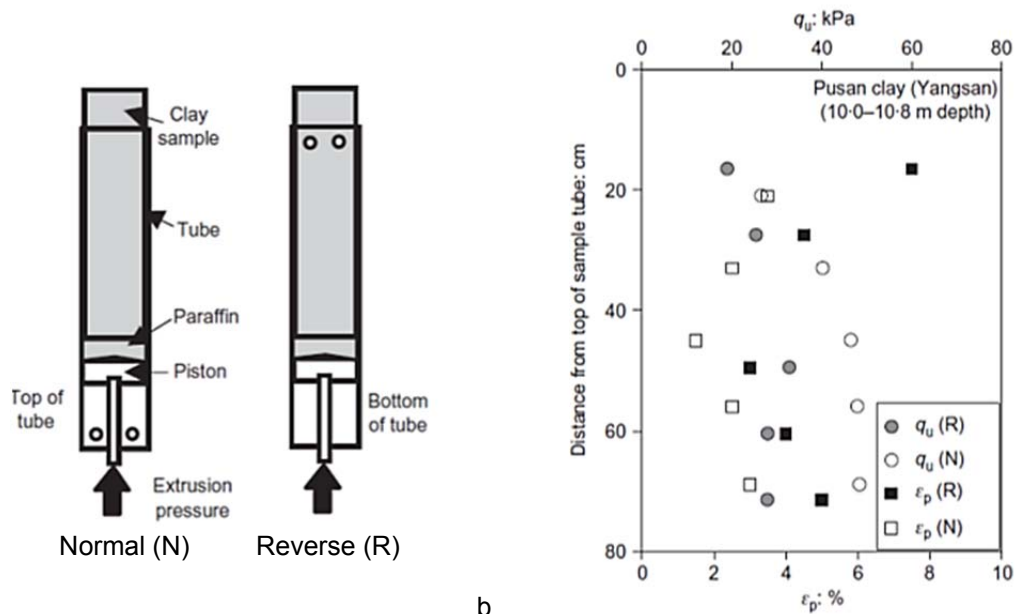 Clay
sample
Tube
Paraffin
Piston
Top of
tube
Bottom
of tube
Extrusion
pressure
Normal (N)
Reverse (R)
b
qu: kPa
0 20 40 60 80
Pusan clay (Yangsan)
(10·0–10·8 m depth)
Distance from top of sample tube: cm
0
20
40
60
80
qu (R)
qu (N)
εp (R)
εp (N)
0 2 4 6 8 10
εp: %